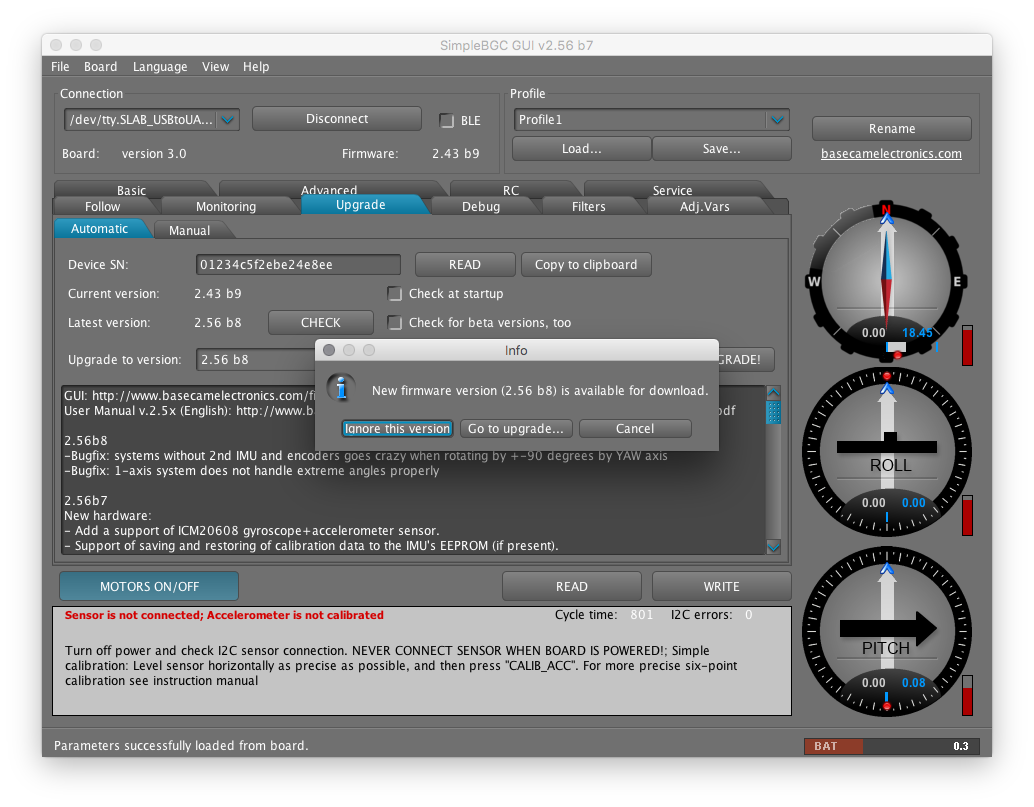 SimpleBGC GUI v2.56 b7
File Board Language View Help
Connection
/dev/tty.SLAB_USBtoUA... Disconnect BLE
Board: version 3.0 Firmware: 2.43 b9
Profile
Profile1
Load... Save...
Rename
basecamelectronics.com
Basic Advanced RC Service
Follow Monitoring Upgrade Debug Filters Adj.Vars
Automatic Manual
Device SN: 01234c5f2ebe24e8ee READ Copy to clipboard
Current version: 2.43 b9 Check at startup
Latest version: 2.56 b8 CHECK Check for beta versions, too
Upgrade to version: 2.56 b8 GRADE!
Info
New firmware version (2.56 b8) is available for download.
Ignore this version Go to upgrade... Cancel
GUI: http://www.basecamelectronics.com/fi
User Manual v.2.5x (English): http://www.b df
2.56b8
-Bugfix: systems without 2nd IMU and encoders goes crazy when rotating by +-90 degrees by YAW axis
-Bugfix: 1-axis system does not handle extreme angles properly
2.56b7
New hardware:
- Add a support of ICM20608 gyroscope+accelerometer sensor.
- Support of saving and restoring of calibration data to the IMU's EEPROM (if present).
MOTORS ON/OFF READ WRITE
Sensor is not connected; Accelerometer is not calibrated Cycle time: 801 I2C errors: 0
Turn off power and check I2C sensor connection. NEVER CONNECT SENSOR WHEN BOARD IS POWERED!; Simple
calibration: Level sensor horizontally as precise as possible, and then press "CALIB_ACC". For more precise six-point
calibration see instruction manual
N
W E
0.00 18.45
ROLL
0.00 0.00
PITCH
0.00 0.08
Parameters successfully loaded from board.
BAT 0.3